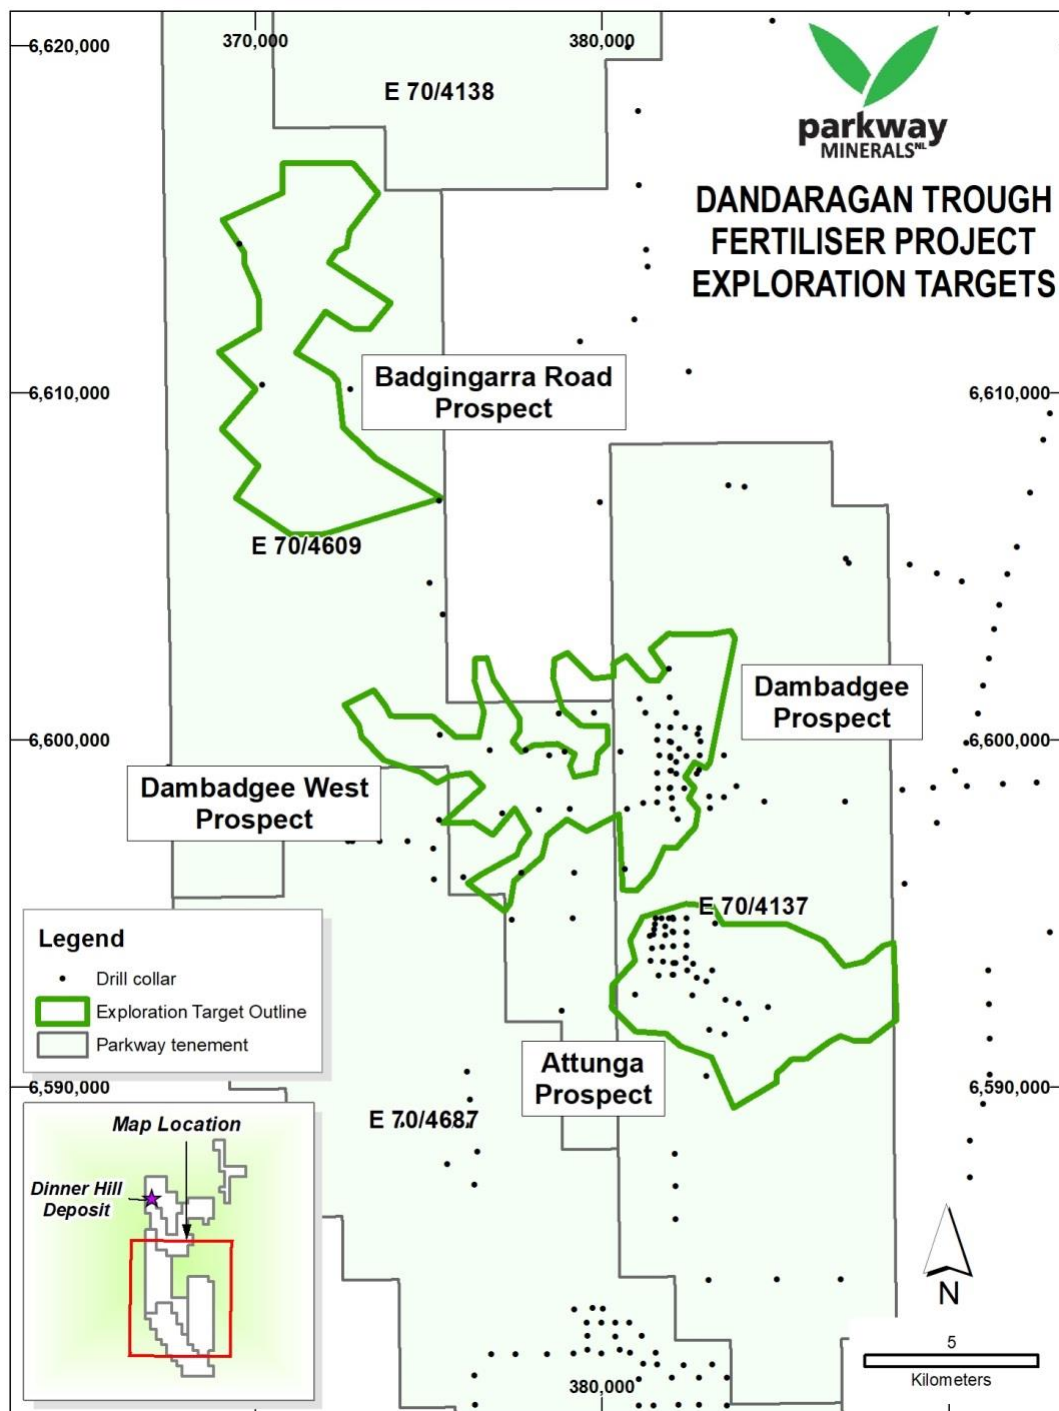 6,620,000
370,000
380,000
E 70/4138
parkway
MINERALS NL
DANDARAGAN TROUGH
FERTILISER PROJECT
EXPLORATION TARGETS
Badgingarra Road
Prospect
6,610,000
6,610,000
E 70/4609
Dambadgee
Prospect
6,600,000
6,600,000
Dambadgee West
Prospect
E 70/4137
Legend
Drill collar
Exploration Target Outline
Parkway tenement
Attunga
Prospect
6,590,000
6,590,000
E 70/4687
Map Location
Dinner Hill
Deposit
N
5
Kilometers
380,000